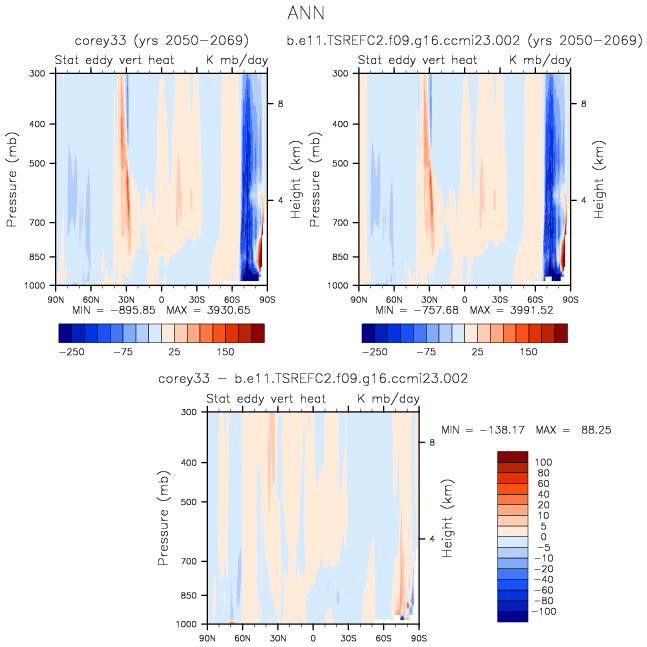 ANN
corey33 (yrs 2050-2069)
b.e11.TSREFC2.f09.g16.ccmi23.002 (yrs 2050-2069)
Stat eddy vert heat K mb/day
Stat eddy vert heat K mb/day
Pressure (mb)
300
400
500
700
850
1000
8
4
Height (km)
90N 60N 30N 0 30S 60S 90S
MIN = -895.85 MAX = 3930.65
-250 -75 25 150
Pressure (mb)
300
400
500
700
850
1000
8
4
Height (km)
90N 60N 30N 0 30S 60S 90S
MIN = -757.68 MAX = 3991.52
-250 -75 25 150
corey33 - b.e11.TSREFC2.f09.g16.ccmi23.002
Stat eddy vert heat K mb/day
Pressure (mb)
300
400
500
700
850
1000
8
4
Height (km)
90N 60N 30N 0 30S 60S 90S
MIN = -138.17 MAX = 88.25
100
80
60
40
20
10
5
0
-5
-10
-20
-40
-60
-80
-100